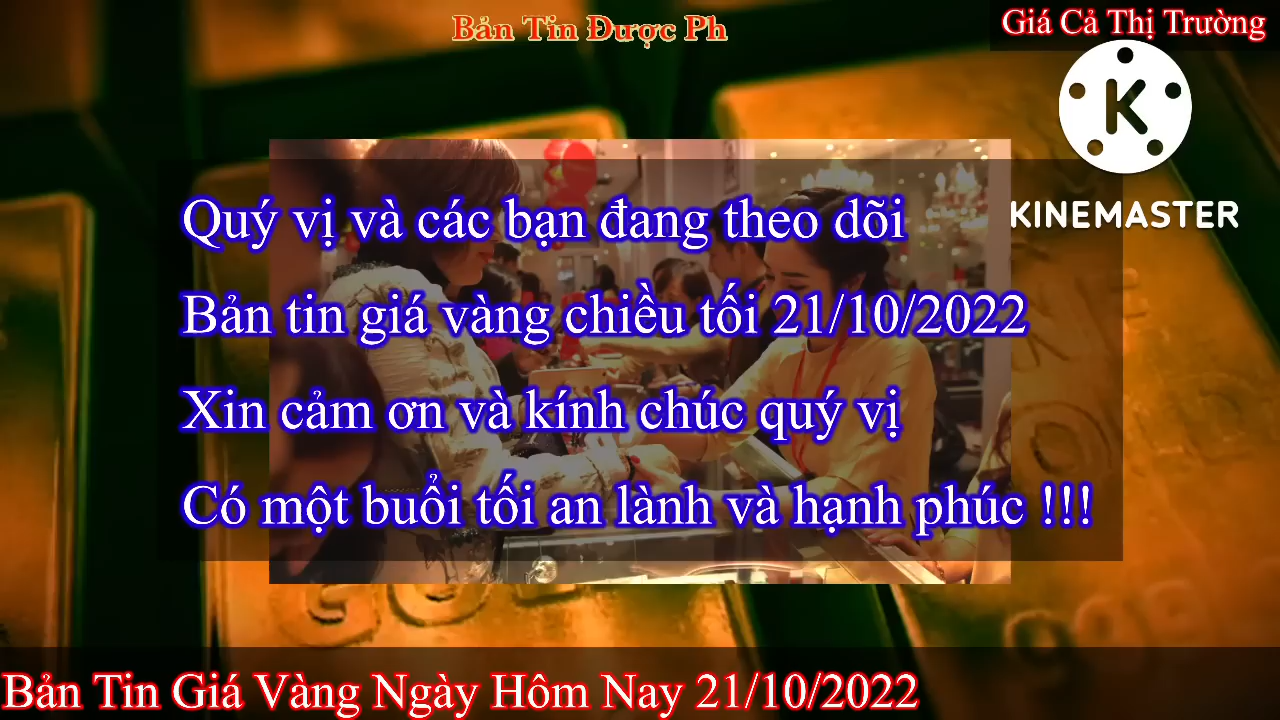 Bản Tin Được Ph
Giá Cả Thị Trường
K
KINEMASTER
Quý vị và các bạn đang theo dõi
Bản tin giá vàng chiều tối 21/10/2022
Xin cảm ơn và kính chúc quý vị
Có một buổi tối an lành và hạnh phúc !!!
Bản Tin Giá Vàng Ngày Hôm Nay 21/10/2022